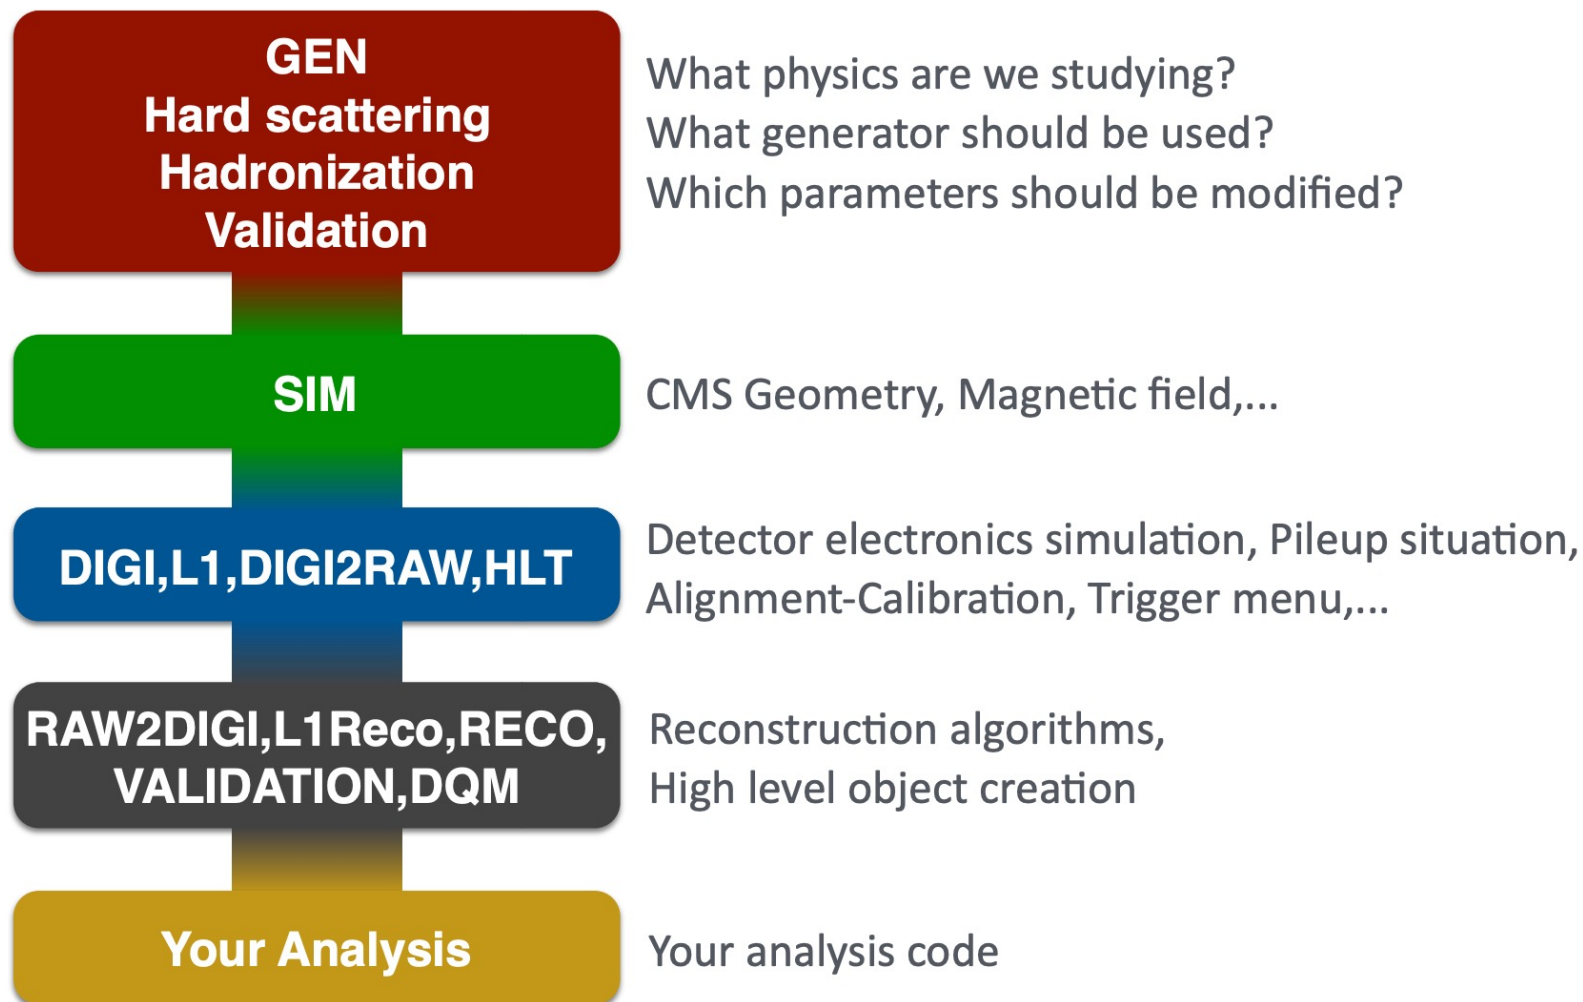 GEN
Hard scattering
Hadronization
Validation
What physics are we studying?
What generator should be used?
Which parameters should be modified?
SIM
CMS Geometry, Magnetic field,...
DIGI,L1,DIGI2RAW,HLT
Detector electronics simulation, Pileup situation,
Alignment-Calibration, Trigger menu,...
RAW2DIGI,L1Reco,RECO,
VALIDATION,DQM
Reconstruction algorithms,
High level object creation
Your Analysis
Your analysis code